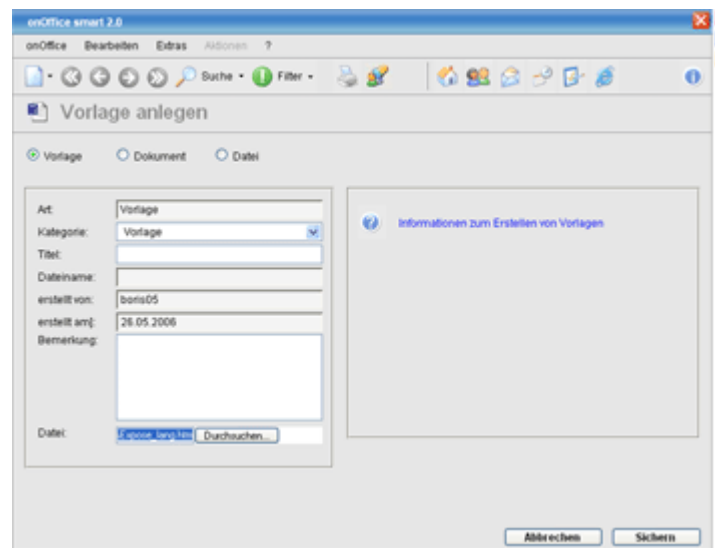 onOffice smart 2.0
onOffice Bearbeiten Extras Aktionen ?
Suche Filter
Vorlage anlegen
Vorlage Dokument Datei
Art: Vorlage
Kategorie: Vorlage
Titel:
Dateiname:
erstellt von: boris05
erstellt am[: 26.05.2006
Bemerkung:
Datei: Expose_lang.htm Durchsuchen...
Informationen zum Erstellen von Vorlagen
Abbrechen Sichern